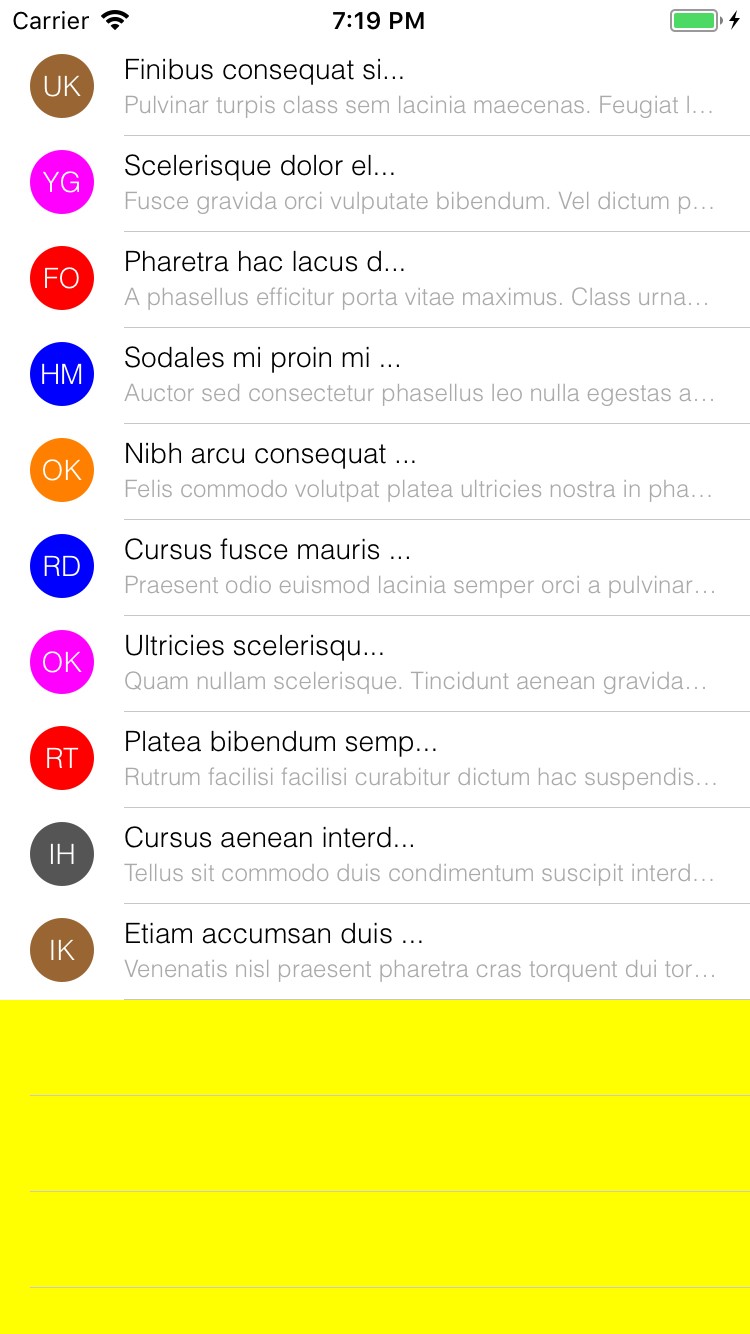 Carrier 7:19 PM
UK Finibus consequat si...
Pulvinar turpis class sem lacinia maecenas. Feugiat l...
YG Scelerisque dolor el...
Fusce gravida orci vulputate bibendum. Vel dictum p...
FO Pharetra hac lacus d...
A phasellus efficitur porta vitae maximus. Class urna...
HM Sodales mi proin mi ...
Auctor sed consectetur phasellus leo nulla egestas a...
OK Nibh arcu consequat ...
Felis commodo volutpat platea ultricies nostra in pha...
RD Cursus fusce mauris ...
Praesent odio euismod lacinia semper orci a pulvinar...
OK Ultricies scelerisqu...
Quam nullam scelerisque. Tincidunt aenean gravida...
RT Platea bibendum semp...
Rutrum facilisi facilisi curabitur dictum hac suspendis...
IH Cursus aenean interd...
Tellus sit commodo duis condimentum suscipit interd...
IK Etiam accumsan duis ...
Venenatis nisl praesent pharetra cras torquent dui tor...